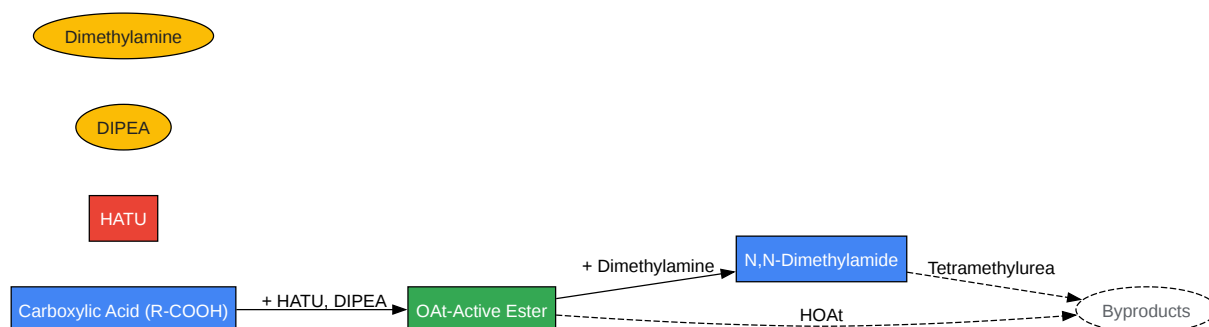 Dimethylamine
DIPEA
HATU
Carboxylic Acid (R-COOH)
+ HATU, DIPEA
OAt-Active Ester
+ Dimethylamine
N,N-Dimethylamide
Tetramethylurea
HOAt
Byproducts